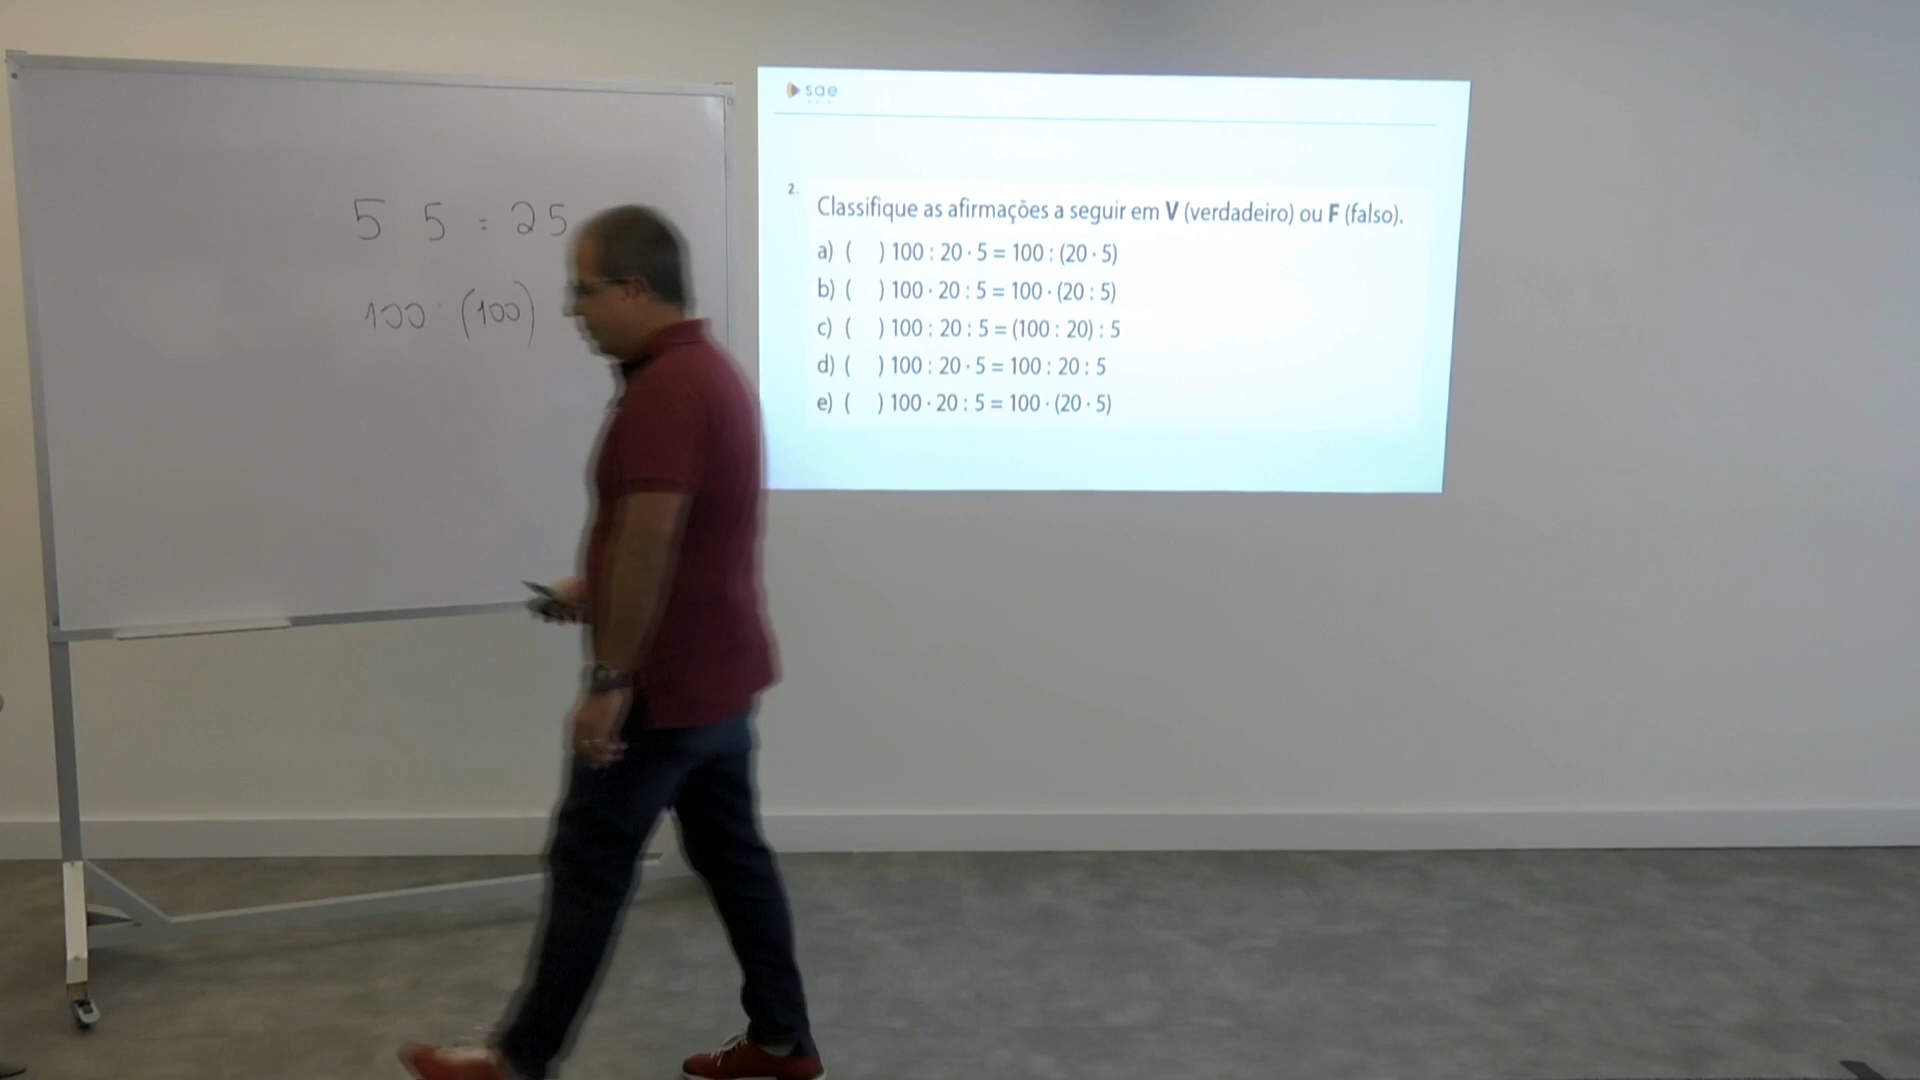 5 5 = 25
100 : (100)
sae
2.
Classifique as afirmações a seguir em V (verdadeiro) ou F (falso).
a) ( ) 100 : 20 · 5 = 100 : (20 · 5)
b) ( ) 100 · 20 : 5 = 100 · (20 : 5)
c) ( ) 100 : 20 : 5 = (100 : 20) : 5
d) ( ) 100 : 20 · 5 = 100 : 20 : 5
e) ( ) 100 · 20 : 5 = 100 · (20 · 5)